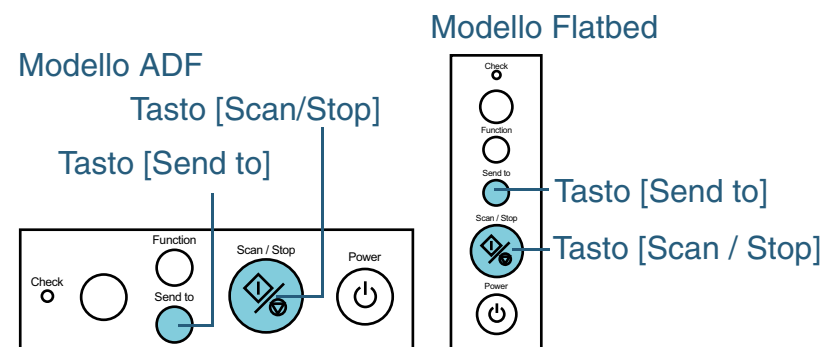 Modello ADF
Tasto [Scan/Stop]
Tasto [Send to]
Check
Function
Send to
Scan / Stop
Power
Modello Flatbed
Check
Function
Send to
Tasto [Send to]
Scan / Stop
Tasto [Scan / Stop]
Power